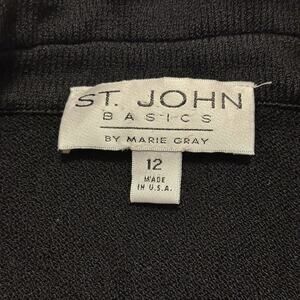 ST. JOHN
BASICS
BY MARIE GRAY
12
MADE
IN U.S.A.